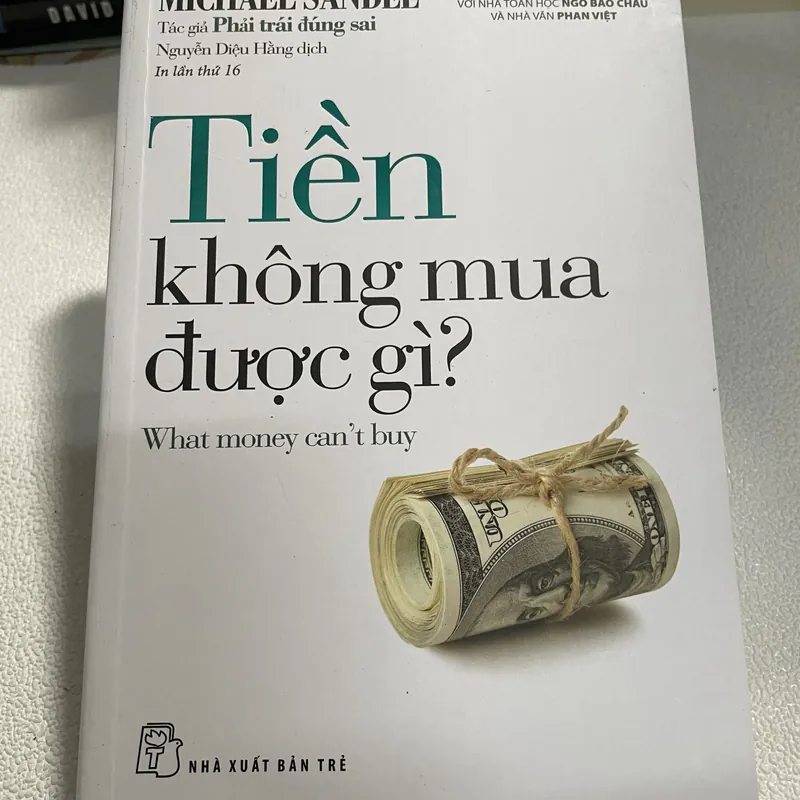 DAVID
MICHAEL SANDEL
Tác giả Phải trái đúng sai
Nguyễn Diệu Hằng dịch
In lần thứ 16
VỚI NHÀ TOÁN HỌC NGÔ BẢO CHÂU
VÀ NHÀ VĂN PHAN VIỆT
Tiền
không mua
được gì?
What money can't buy
ONE
NHÀ XUẤT BẢN TRẺ